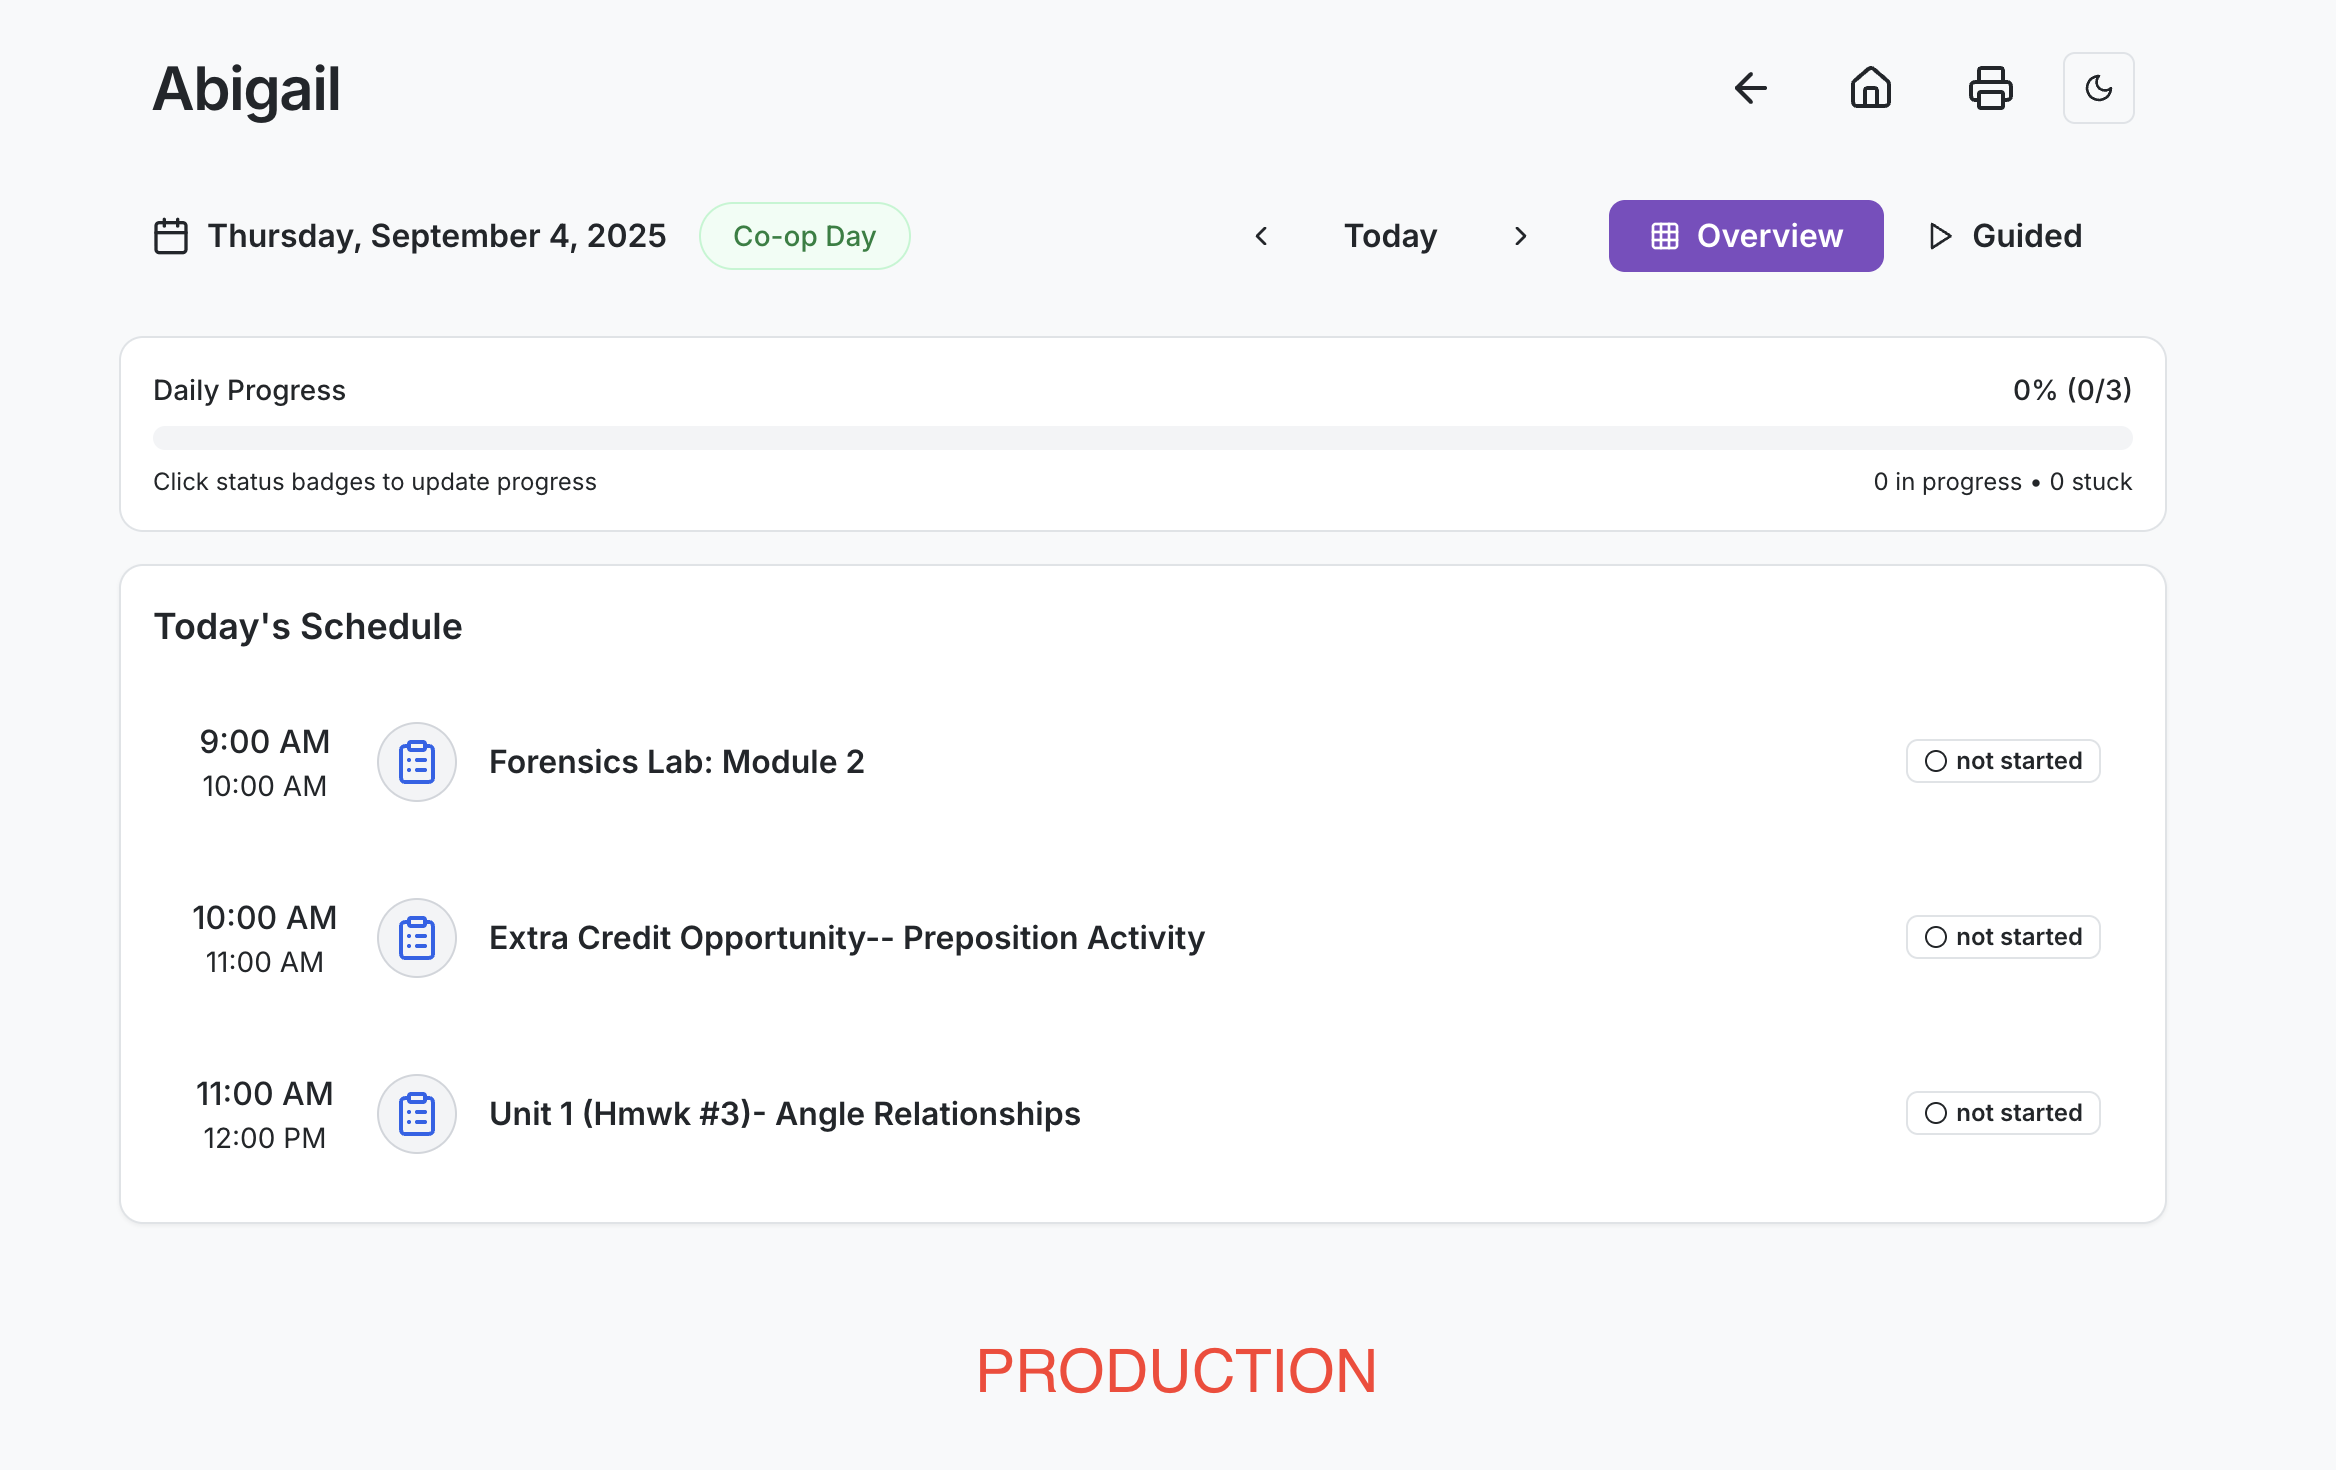 Abigail
Thursday, September 4, 2025
Co-op Day
Today
Overview
Guided
Daily Progress
0% (0/3)
Click status badges to update progress
0 in progress • 0 stuck
Today's Schedule
9:00 AM
10:00 AM
Forensics Lab: Module 2
not started
10:00 AM
11:00 AM
Extra Credit Opportunity-- Preposition Activity
not started
11:00 AM
12:00 PM
Unit 1 (Hmwk #3)- Angle Relationships
not started
PRODUCTION